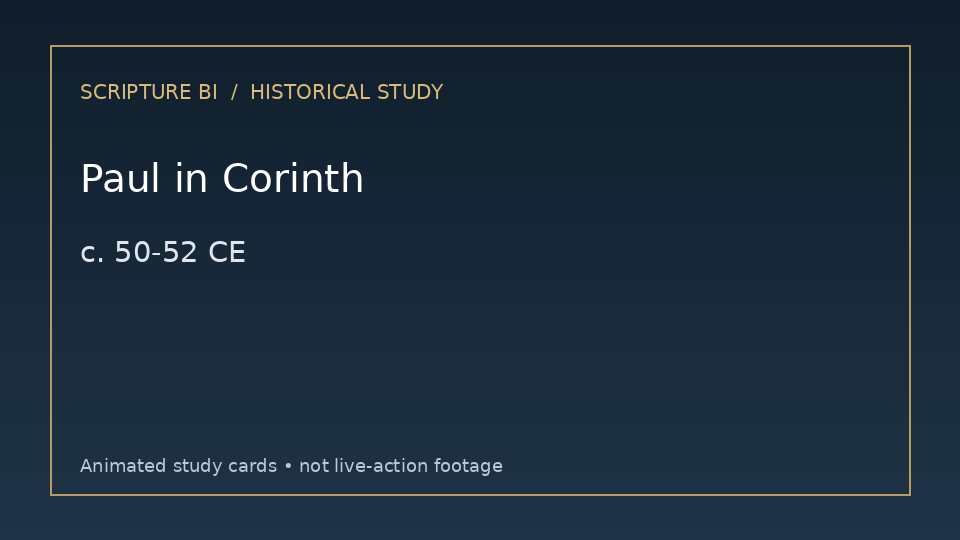 SCRIPTURE BI / HISTORICAL STUDY
Paul in Corinth
c. 50-52 CE
Animated study cards • not live-action footage